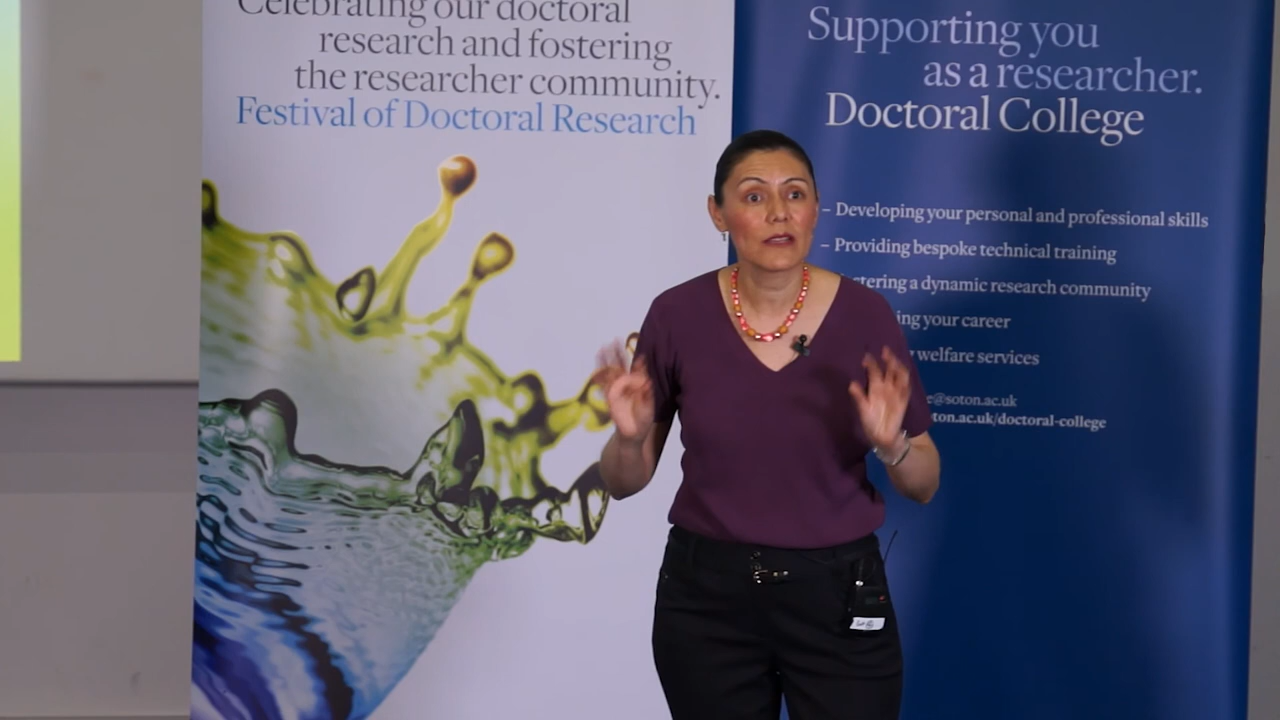 Celebrating our doctoral
research and fostering
the researcher community.
Festival of Doctoral Research
Supporting you
as a researcher.
Doctoral College
– Developing your personal and professional skills
– Providing bespoke technical training
stering a dynamic research community
ing your career
welfare services
e@soton.ac.uk
oton.ac.uk/doctoral-college